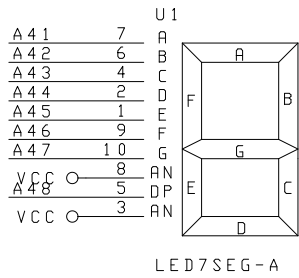 U1
A41 7 A
A42 6 B
A43 4 C
A44 2 D
A45 1 E
A46 9 F
A47 10 G
VCC 8 AN
A48 5 DP
VCC 3 AN
A
F B
G
E C
D
LED7SEG-A